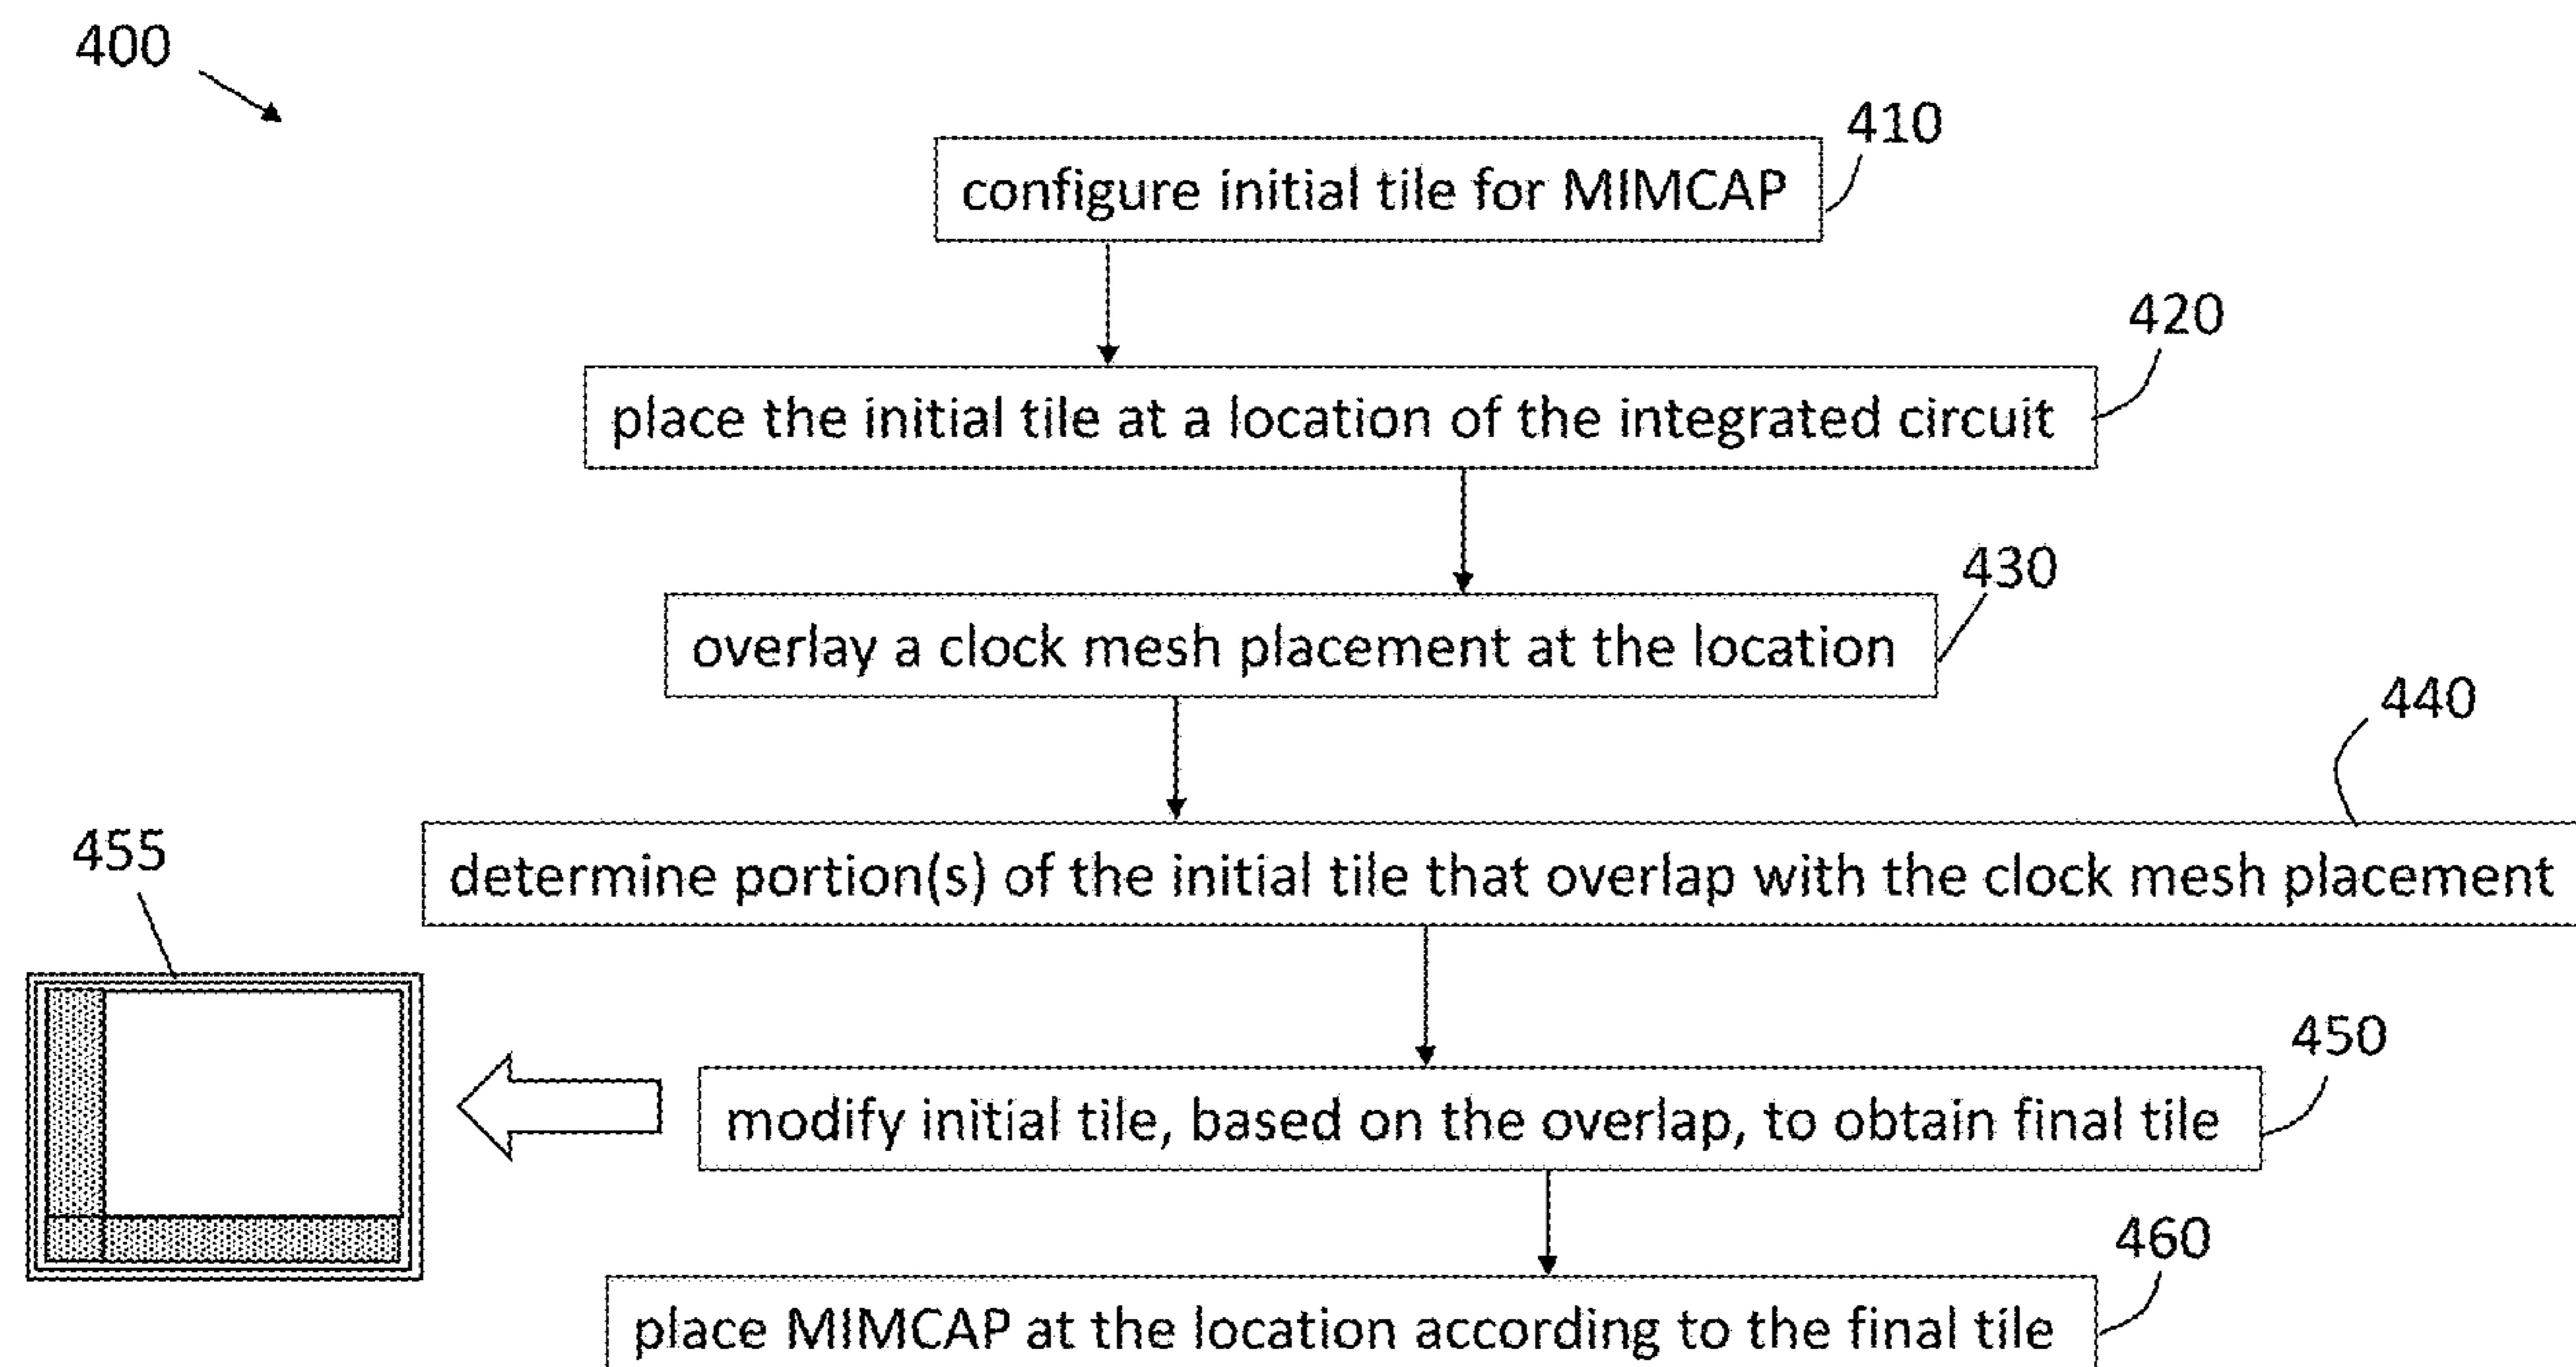 400
410
configure initial tile for MIMCAP
420
place the initial tile at a location of the integrated circuit
430
overlay a clock mesh placement at the location
440
determine portion(s) of the initial tile that overlap with the clock mesh placement
455
450
modify initial tile, based on the overlap, to obtain final tile
460
place MIMCAP at the location according to the final tile